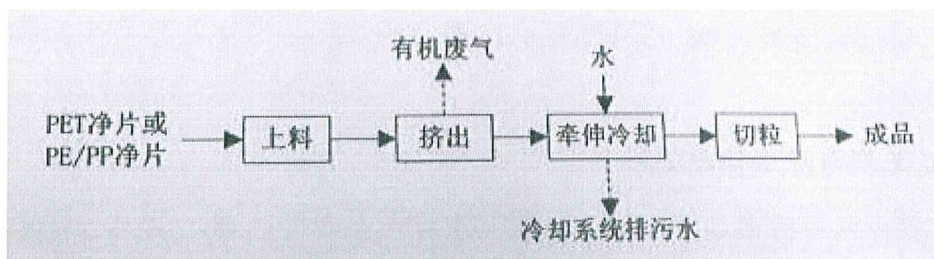 有机废气
水
PET净片或
PE/PP净片
上料
挤出
牵伸冷却
切粒
成品
冷却系统排污水